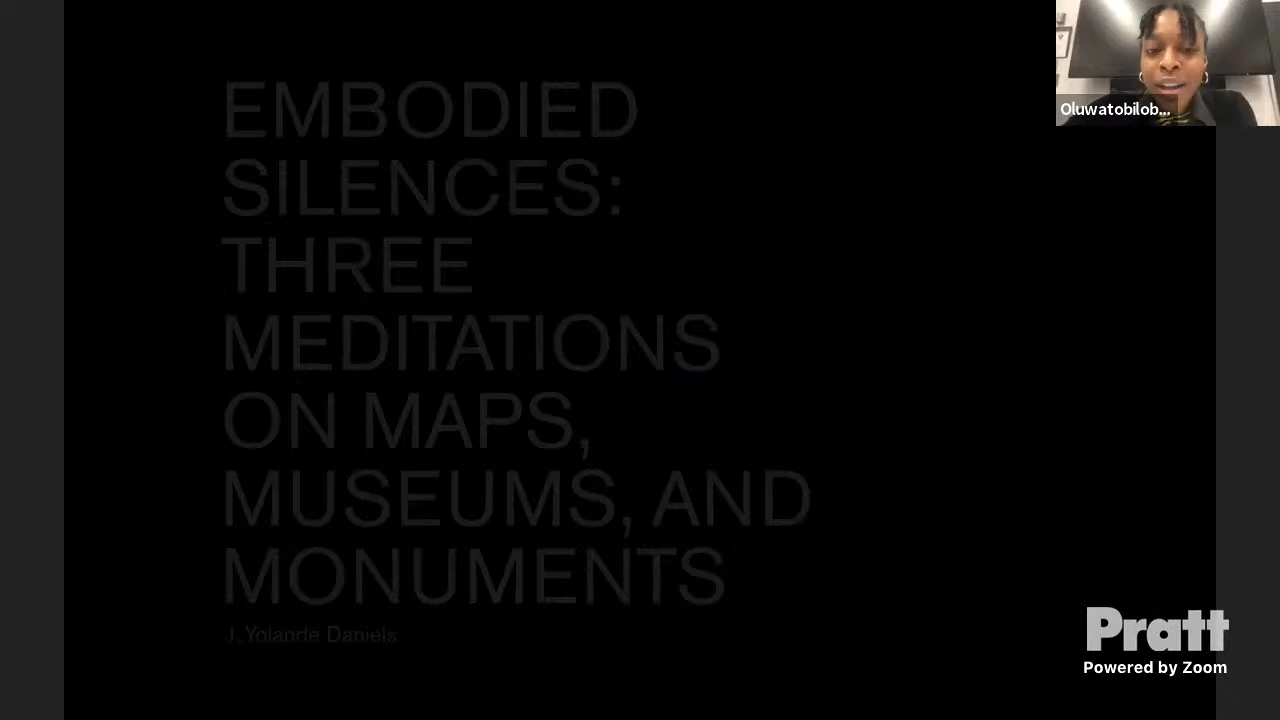 EMBODIED
SILENCES:
THREE
MEDITATIONS
ON MAPS,
MUSEUMS, AND
MONUMENTS
J. Yolande Daniels
Oluwatobilob...
Pratt
Powered by Zoom